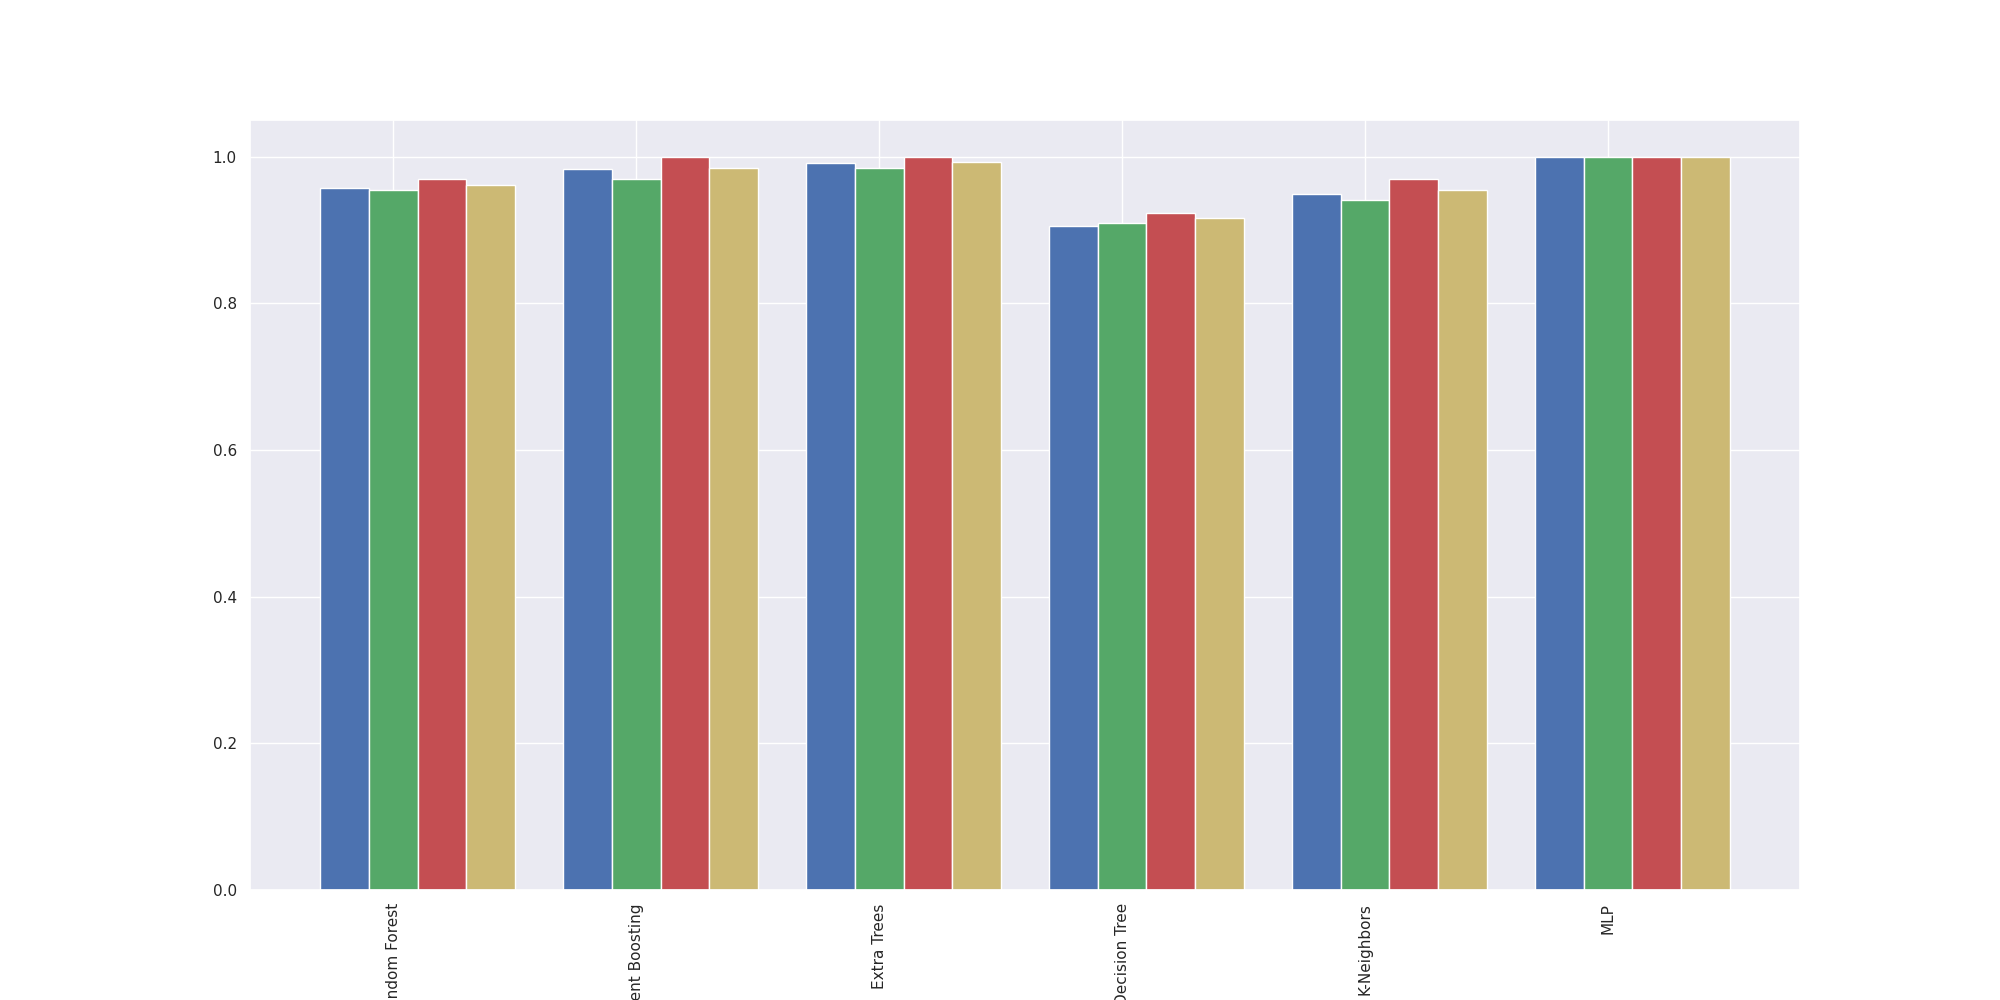 1.0
0.8
0.6
0.4
0.2
0.0
ndom Forest
ent Boosting
Extra Trees
Decision Tree
K-Neighbors
MLP